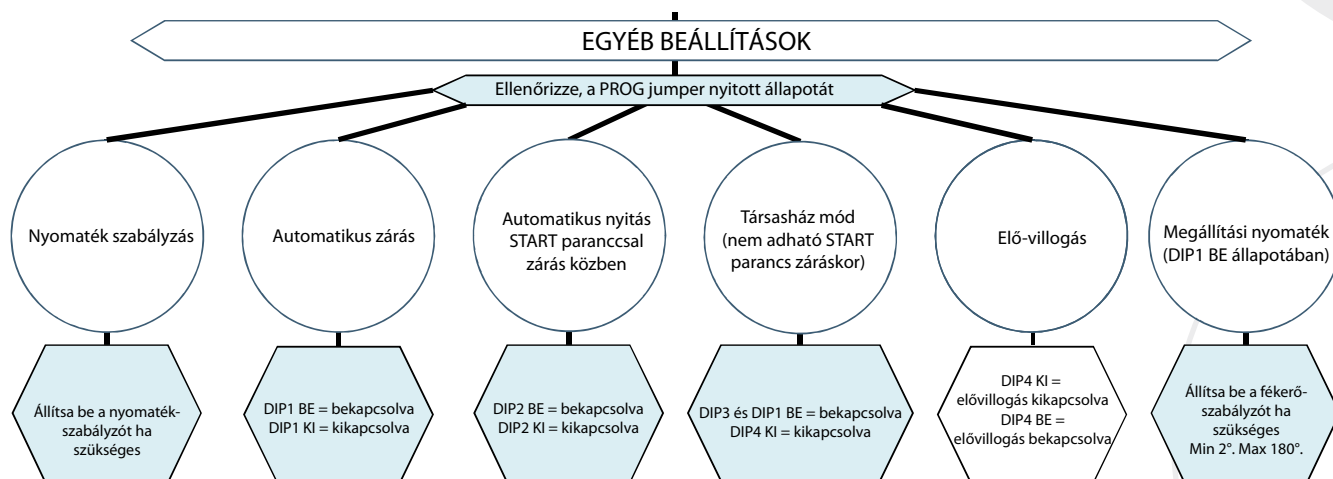 EGYÉB BEÁLLÍTÁSOK
Ellenőrizze, a PROG jumper nyitott állapotát
Nyomaték szabályzás
Automatikus zárás
Automatikus nyitás
START paranccsal
zárás közben
Társasház mód
(nem adható START
parancs záráskor)
Elő-villogás
Megállítási nyomaték
(DIP1 BE állapotában)
Állítsa be a nyomaték-
szabályzót ha
szükséges
DIP1 BE = bekapcsolva
DIP1 KI = kikapcsolva
DIP2 BE = bekapcsolva
DIP2 KI = kikapcsolva
DIP3 és DIP1 BE = bekapcsolva
DIP4 KI = kikapcsolva
DIP4 KI =
elővillogás kikapcsolva
DIP4 BE =
elővillogás bekapcsolva
Állítsa be a fékerő-
szabályzót ha
szükséges
Min 2°. Max 180°.